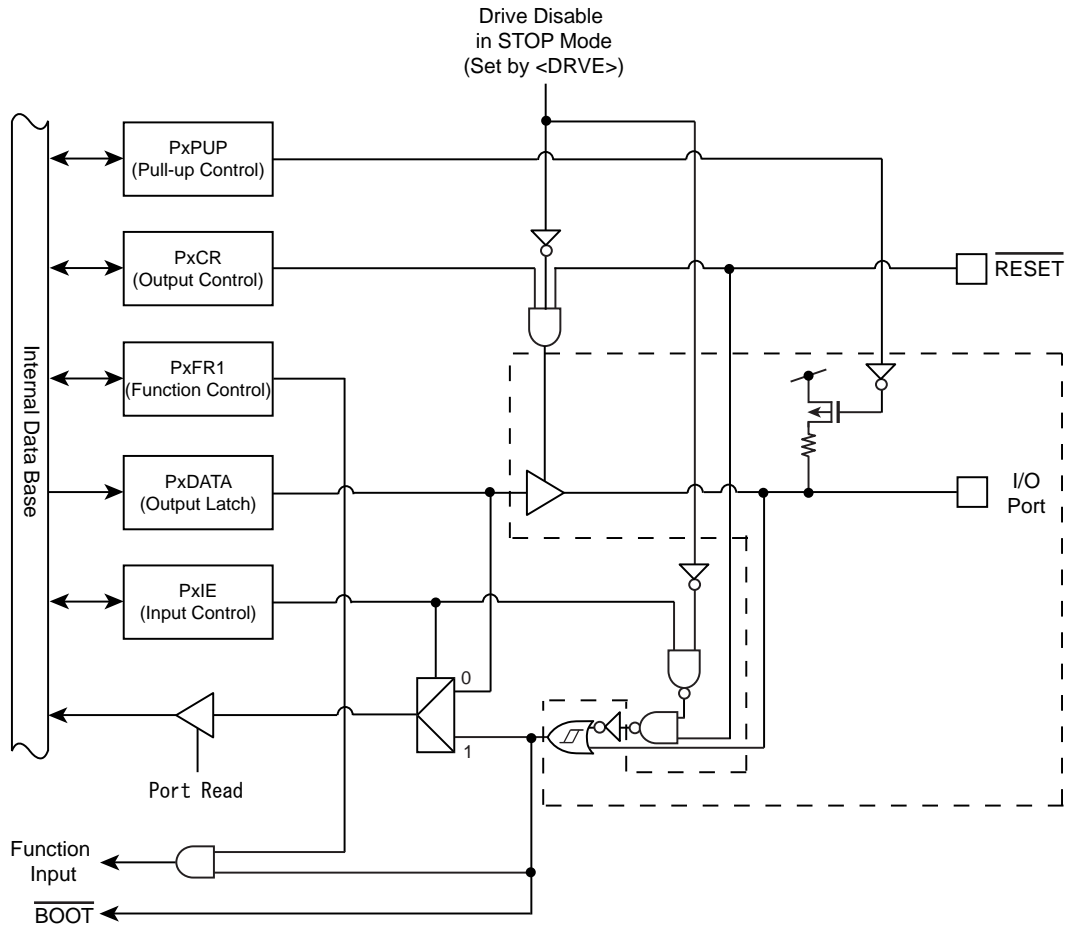 Drive Disable
in STOP Mode
(Set by <DRVE>)
PxPUP
(Pull-up Control)
PxCR
(Output Control)
RESET
PxFR1
(Function Control)
Internal Data Base
PxDATA
(Output Latch)
I/O
Port
PxIE
(Input Control)
0
1
Port Read
Function
Input
BOOT